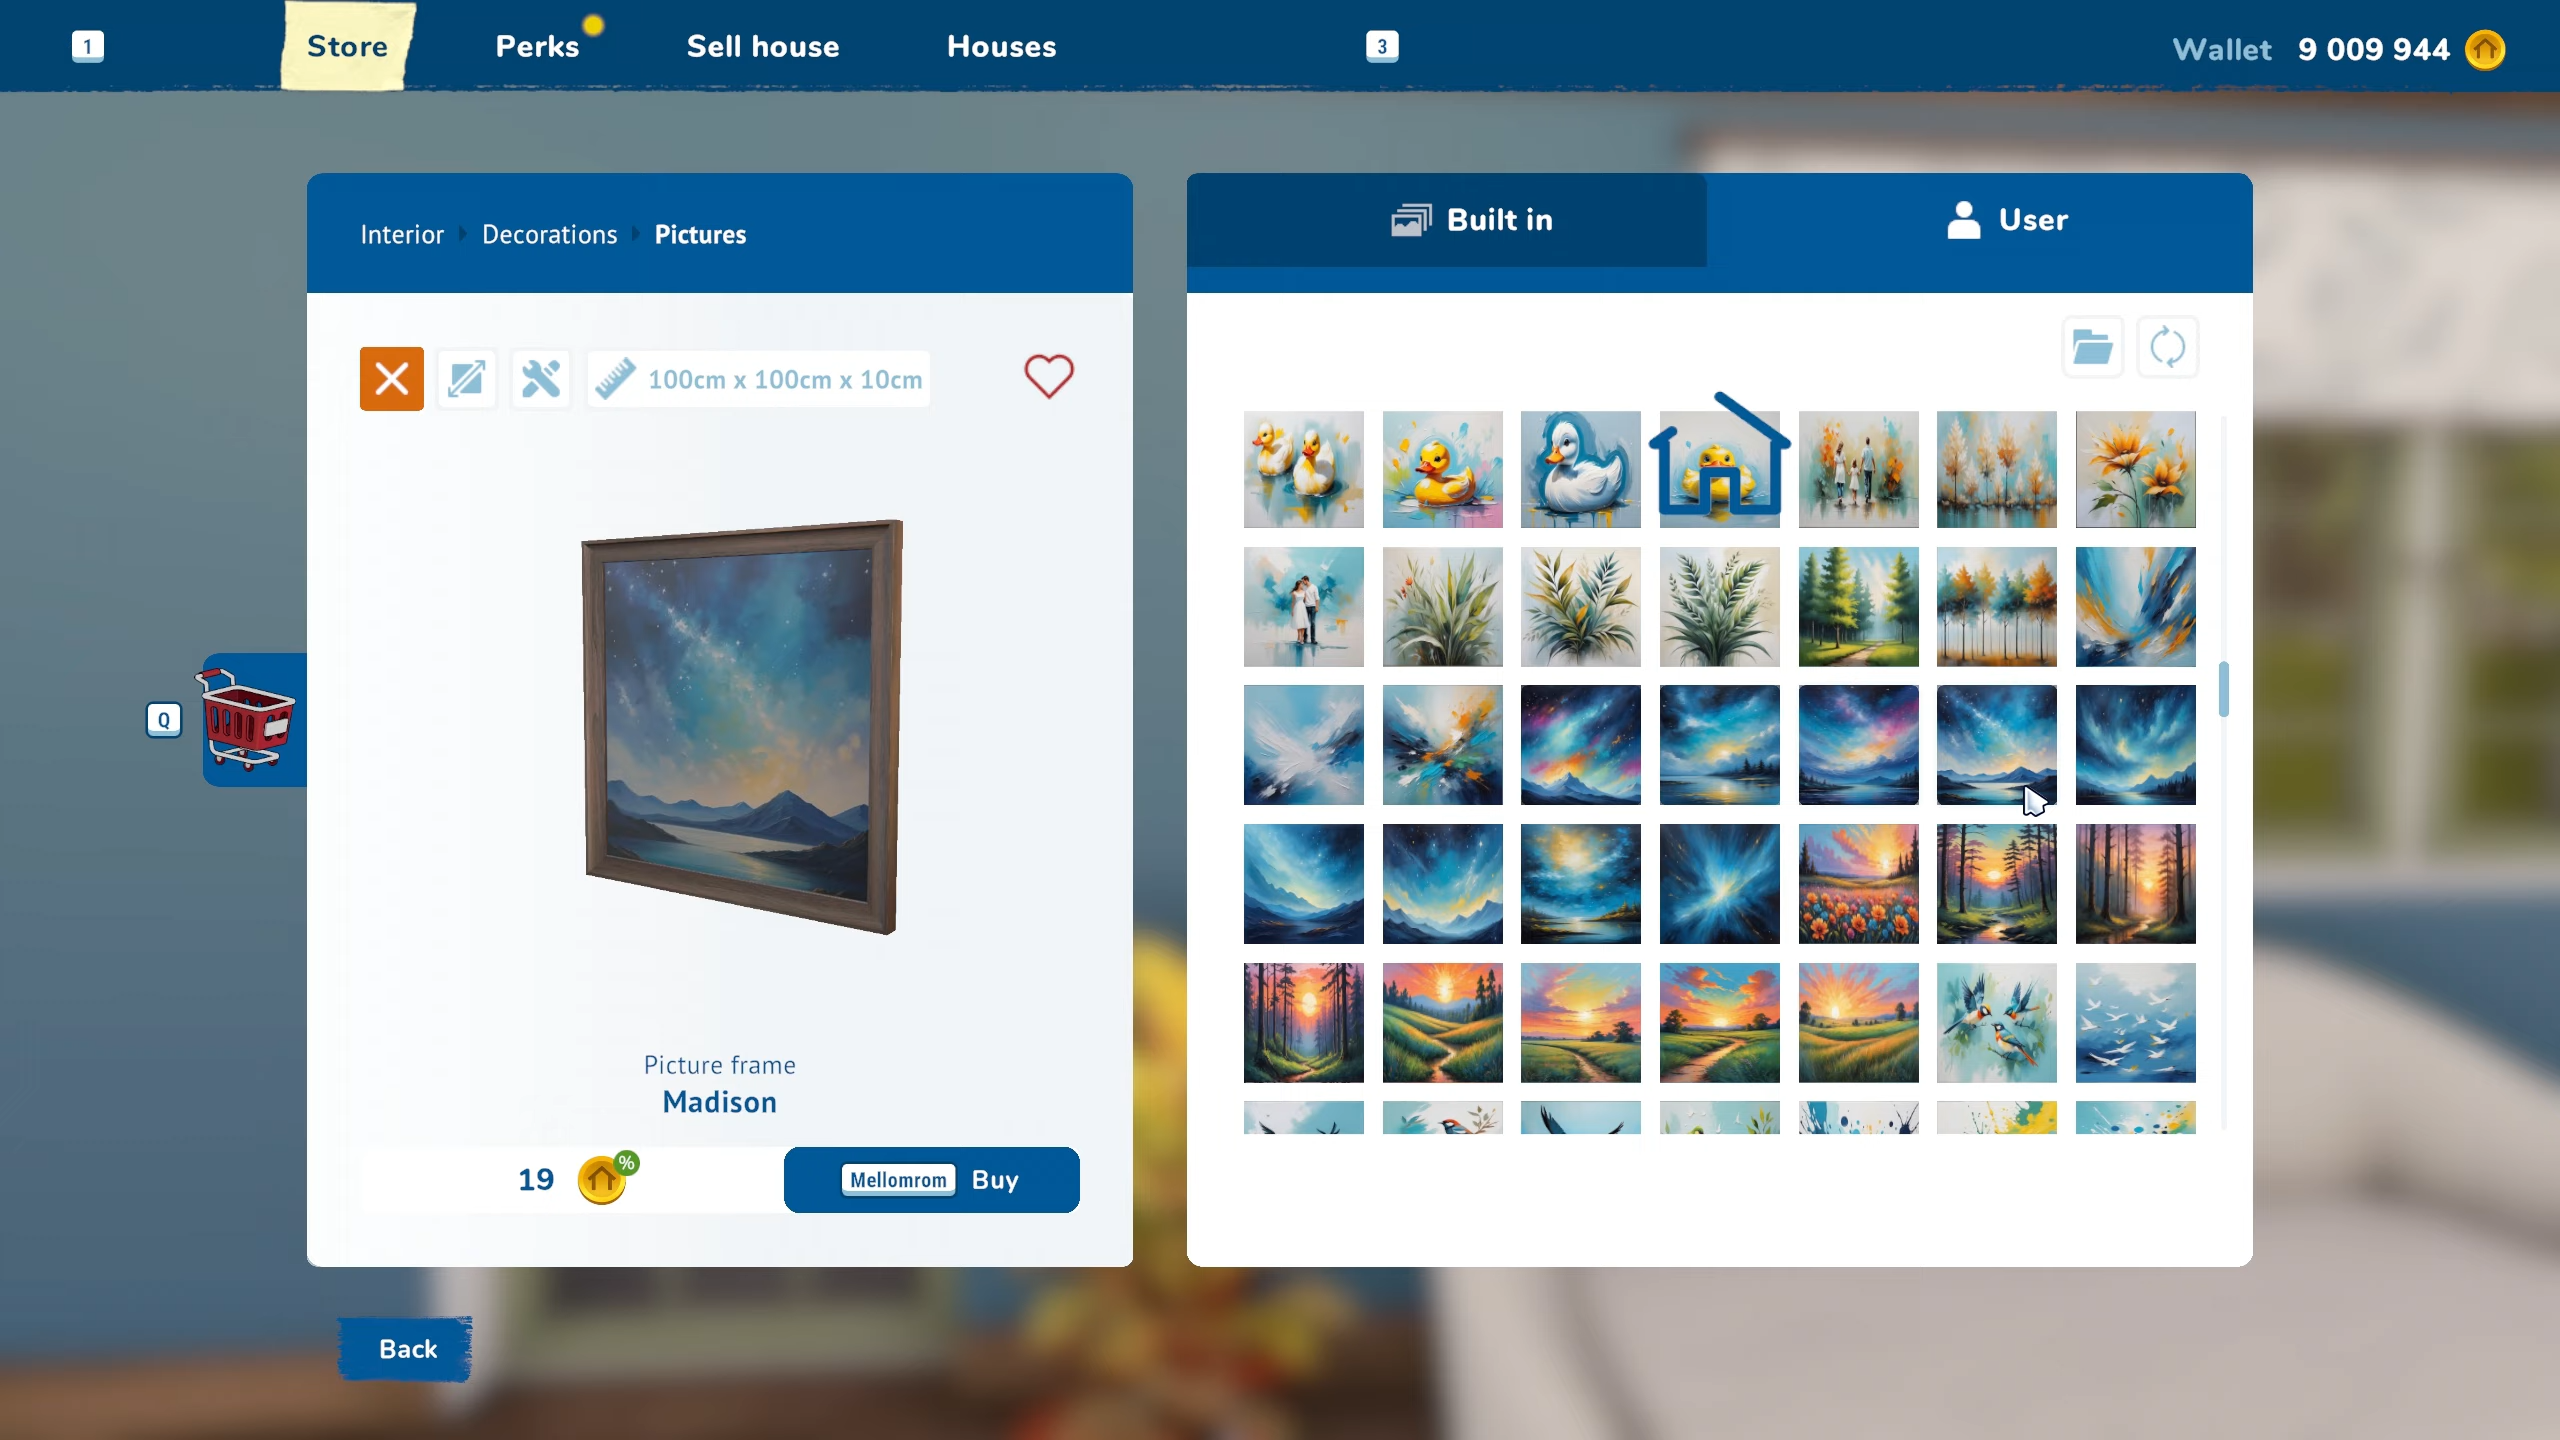 1
Store
Perks
Sell house
Houses
3
Wallet 9 009 944
Interior Decorations Pictures
Built in
User
100cm x 100cm x 10cm
Q
Picture frame
Madison
19 %
Mellomrom Buy
Back